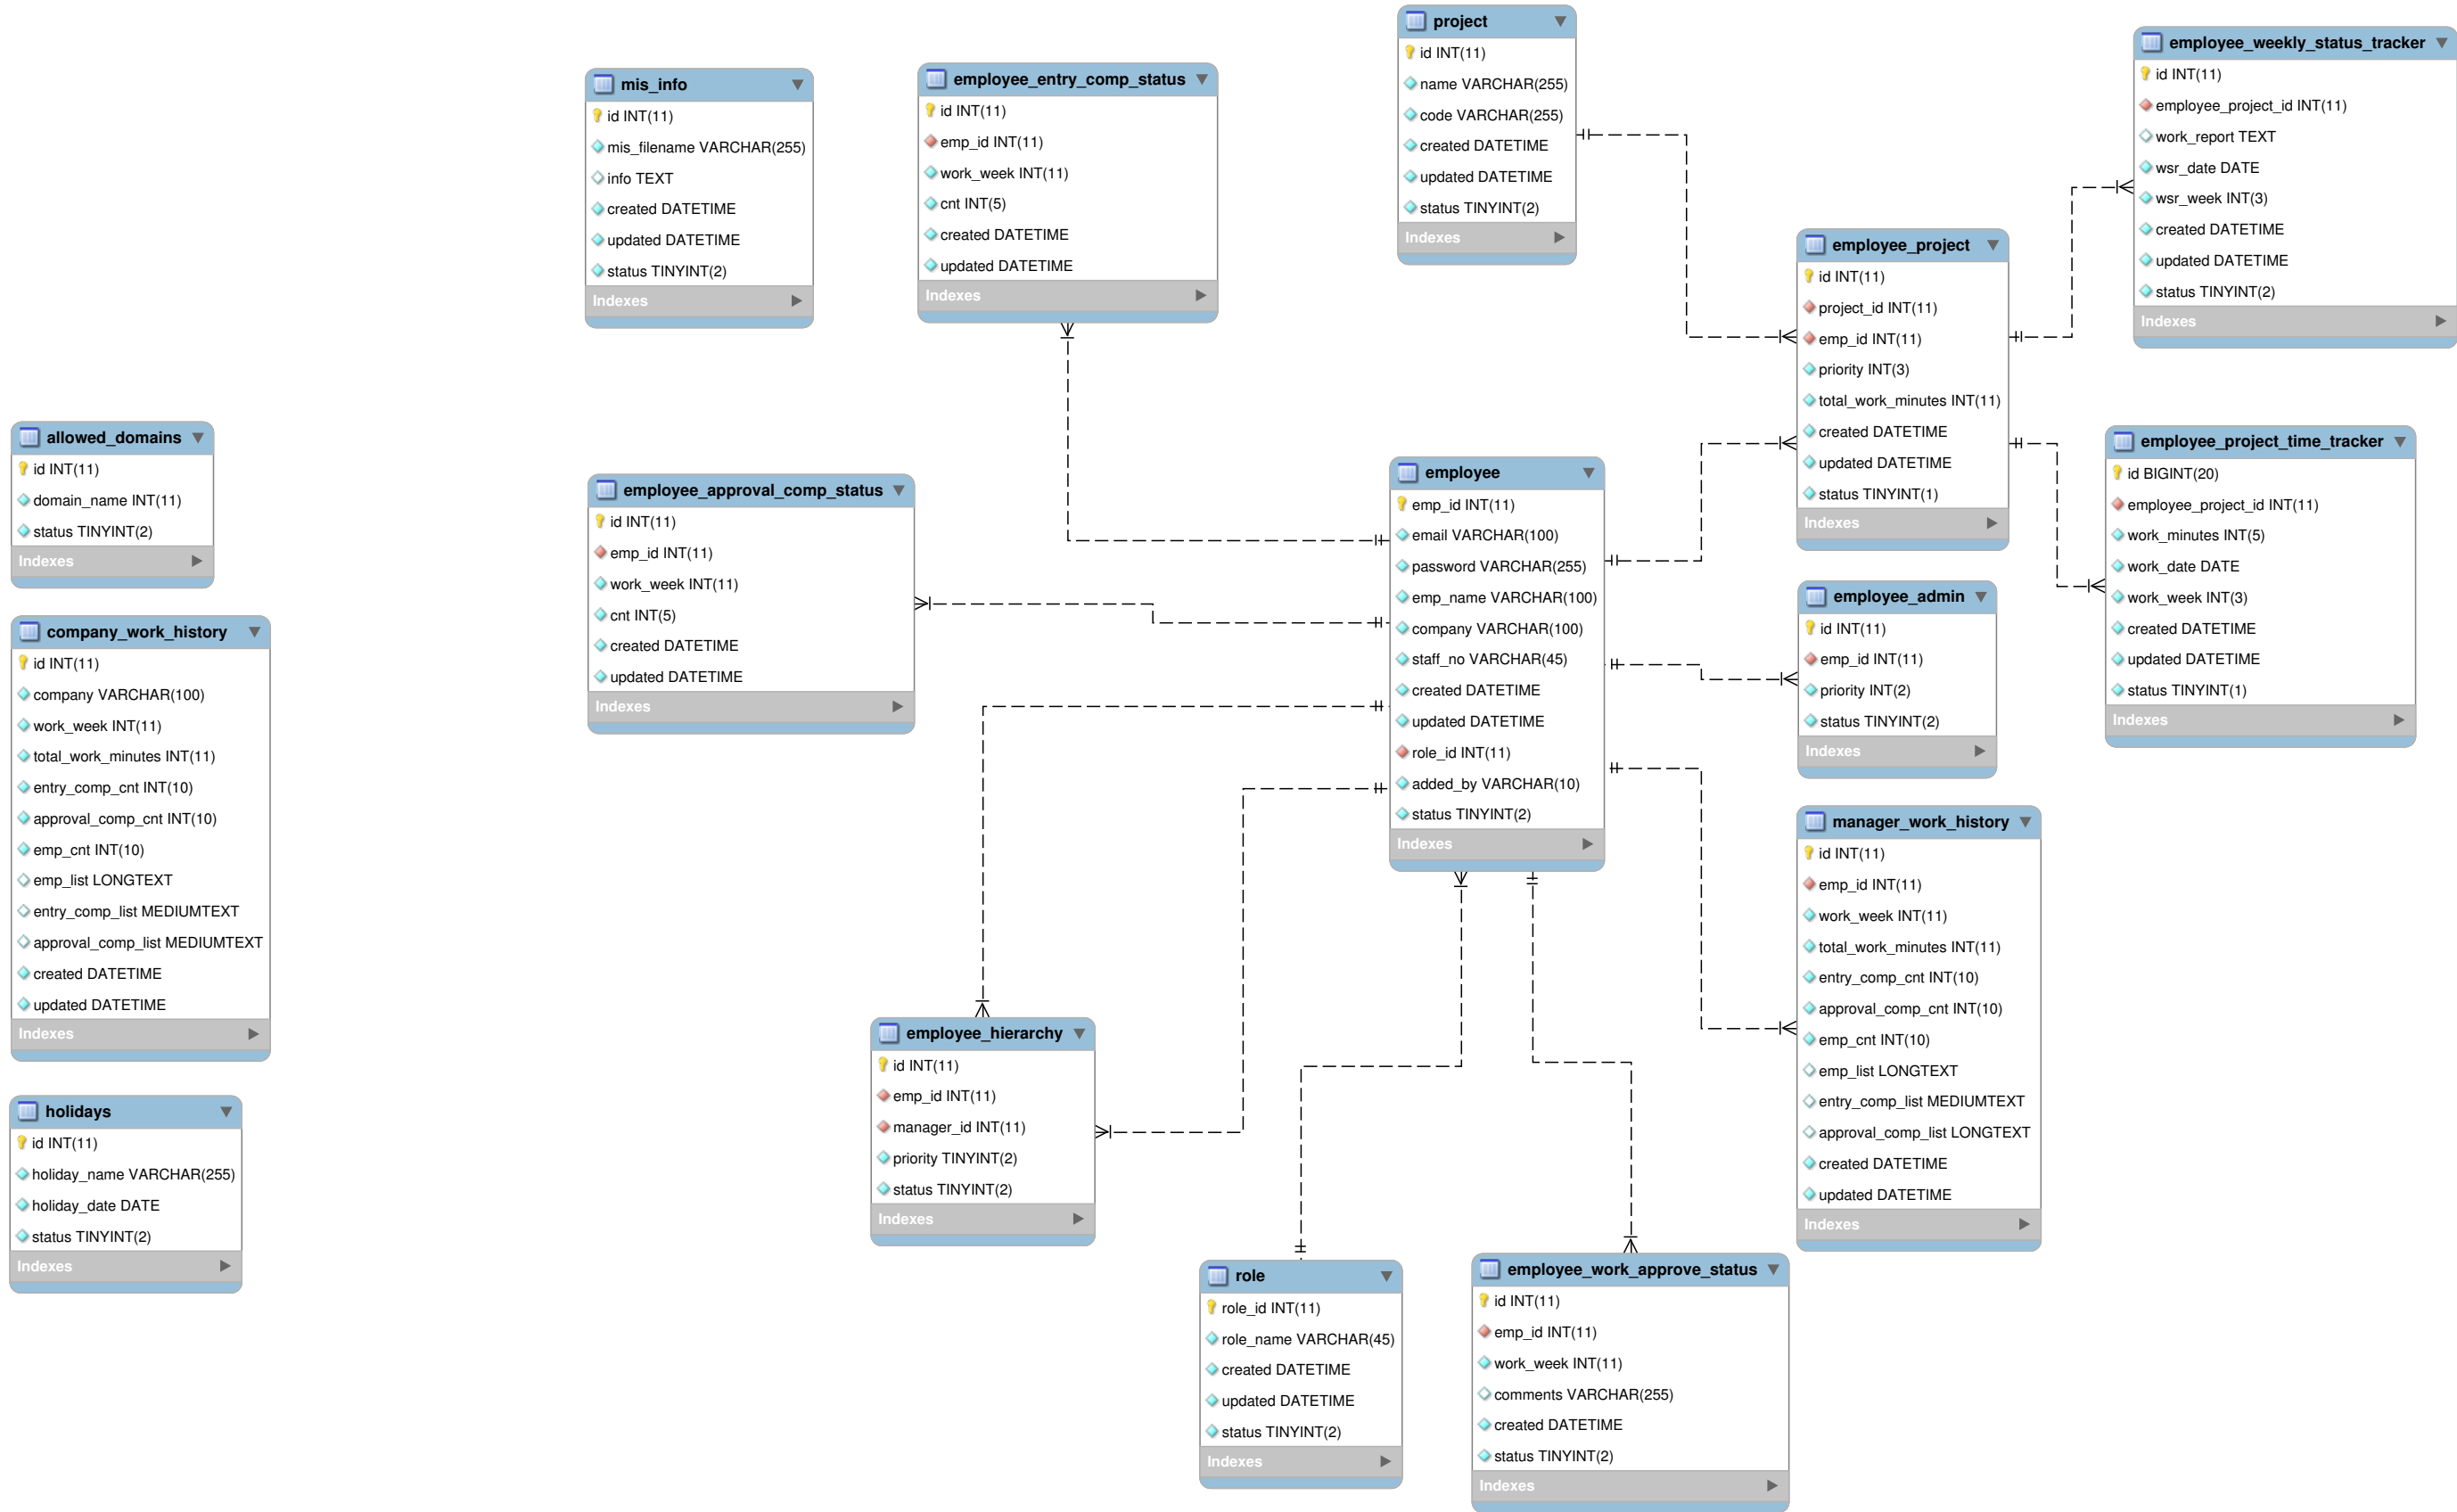 project
id INT(11)
name VARCHAR(255)
code VARCHAR(255)
created DATETIME
updated DATETIME
status TINYINT(2)
Indexes
employee_weekly_status_tracker
id INT(11)
employee_project_id INT(11)
work_report TEXT
wsr_date DATE
wsr_week INT(3)
created DATETIME
updated DATETIME
status TINYINT(2)
Indexes
mis_info
id INT(11)
mis_filename VARCHAR(255)
info TEXT
created DATETIME
updated DATETIME
status TINYINT(2)
Indexes
employee_entry_comp_status
id INT(11)
emp_id INT(11)
work_week INT(11)
cnt INT(5)
created DATETIME
updated DATETIME
Indexes
employee_project
id INT(11)
project_id INT(11)
emp_id INT(11)
priority INT(3)
total_work_minutes INT(11)
created DATETIME
updated DATETIME
status TINYINT(1)
Indexes
allowed_domains
id INT(11)
domain_name INT(11)
status TINYINT(2)
Indexes
employee_approval_comp_status
id INT(11)
emp_id INT(11)
work_week INT(11)
cnt INT(5)
created DATETIME
updated DATETIME
Indexes
employee
emp_id INT(11)
email VARCHAR(100)
password VARCHAR(255)
emp_name VARCHAR(100)
company VARCHAR(100)
staff_no VARCHAR(45)
created DATETIME
updated DATETIME
role_id INT(11)
added_by VARCHAR(10)
status TINYINT(2)
Indexes
employee_project_time_tracker
id BIGINT(20)
employee_project_id INT(11)
work_minutes INT(5)
work_date DATE
work_week INT(3)
created DATETIME
updated DATETIME
status TINYINT(1)
Indexes
employee_admin
id INT(11)
emp_id INT(11)
priority INT(2)
status TINYINT(2)
Indexes
company_work_history
id INT(11)
company VARCHAR(100)
work_week INT(11)
total_work_minutes INT(11)
entry_comp_cnt INT(10)
approval_comp_cnt INT(10)
emp_cnt INT(10)
emp_list LONGTEXT
entry_comp_list MEDIUMTEXT
approval_comp_list MEDIUMTEXT
created DATETIME
updated DATETIME
Indexes
manager_work_history
id INT(11)
emp_id INT(11)
work_week INT(11)
total_work_minutes INT(11)
entry_comp_cnt INT(10)
approval_comp_cnt INT(10)
emp_cnt INT(10)
emp_list LONGTEXT
entry_comp_list MEDIUMTEXT
approval_comp_list LONGTEXT
created DATETIME
updated DATETIME
Indexes
employee_hierarchy
id INT(11)
emp_id INT(11)
manager_id INT(11)
priority TINYINT(2)
status TINYINT(2)
Indexes
holidays
id INT(11)
holiday_name VARCHAR(255)
holiday_date DATE
status TINYINT(2)
Indexes
role
role_id INT(11)
role_name VARCHAR(45)
created DATETIME
updated DATETIME
status TINYINT(2)
Indexes
employee_work_approve_status
id INT(11)
emp_id INT(11)
work_week INT(11)
comments VARCHAR(255)
created DATETIME
status TINYINT(2)
Indexes